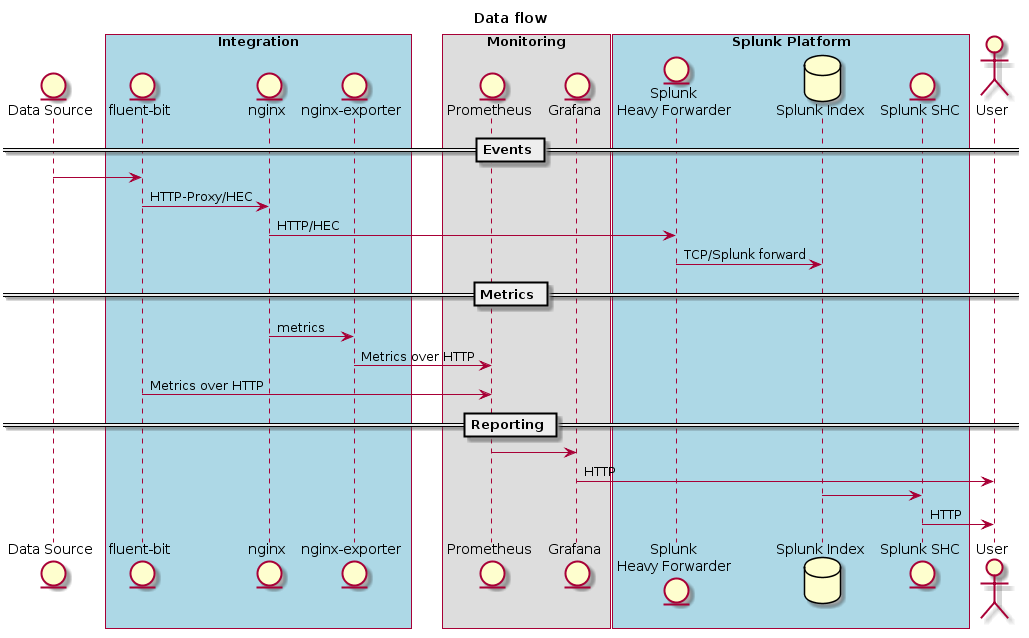 Data flow
Integration
Monitoring
Splunk Platform
Data Source
fluent-bit
nginx
nginx-exporter
Prometheus
Grafana
Splunk
Heavy Forwarder
Splunk Index
Splunk SHC
User
Events
HTTP-Proxy/HEC
HTTP/HEC
TCP/Splunk forward
Metrics
metrics
Metrics over HTTP
Metrics over HTTP
Reporting
HTTP
HTTP
Data Source
fluent-bit
nginx
nginx-exporter
Prometheus
Grafana
Splunk
Heavy Forwarder
Splunk Index
Splunk SHC
User